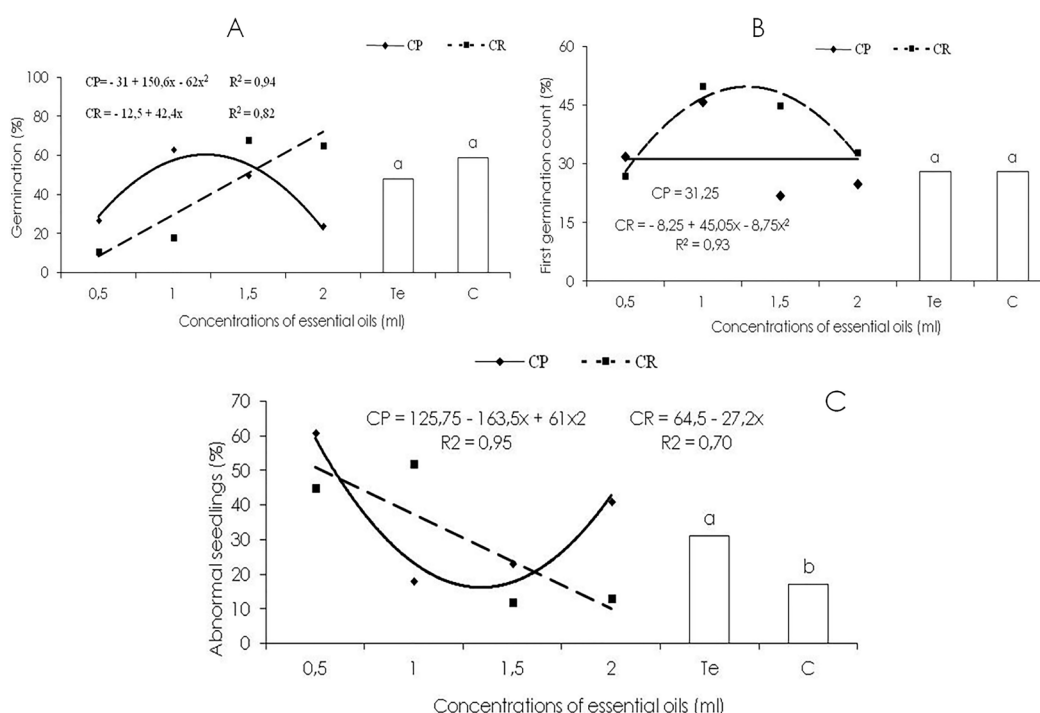 A
CP CR
CP= - 31 + 150,6x - 62x² R² = 0,94
CR = - 12,5 + 42,4x R² = 0,82
Germination (%)
100
80
60
40
20
0
a
a
0,5 1 1,5 2 Te C
Concentrations of essential oils (ml)
B
CP CR
First germination count (%)
60
45
30
15
0
a a
CP = 31,25
CR = - 8,25 + 45,05x - 8,75x²
R² = 0,93
0,5 1 1,5 2 Te C
Concentrations of essential oils (ml)
CP CR
C
CP = 125,75 - 163,5x + 61x2 CR = 64,5 - 27,2x
R2 = 0,95 R2 = 0,70
Abnormal seedlings (%)
70
60
50
40
30
20
10
0
a
b
0,5 1 1,5 2 Te C
Concentrations of essential oils (ml)